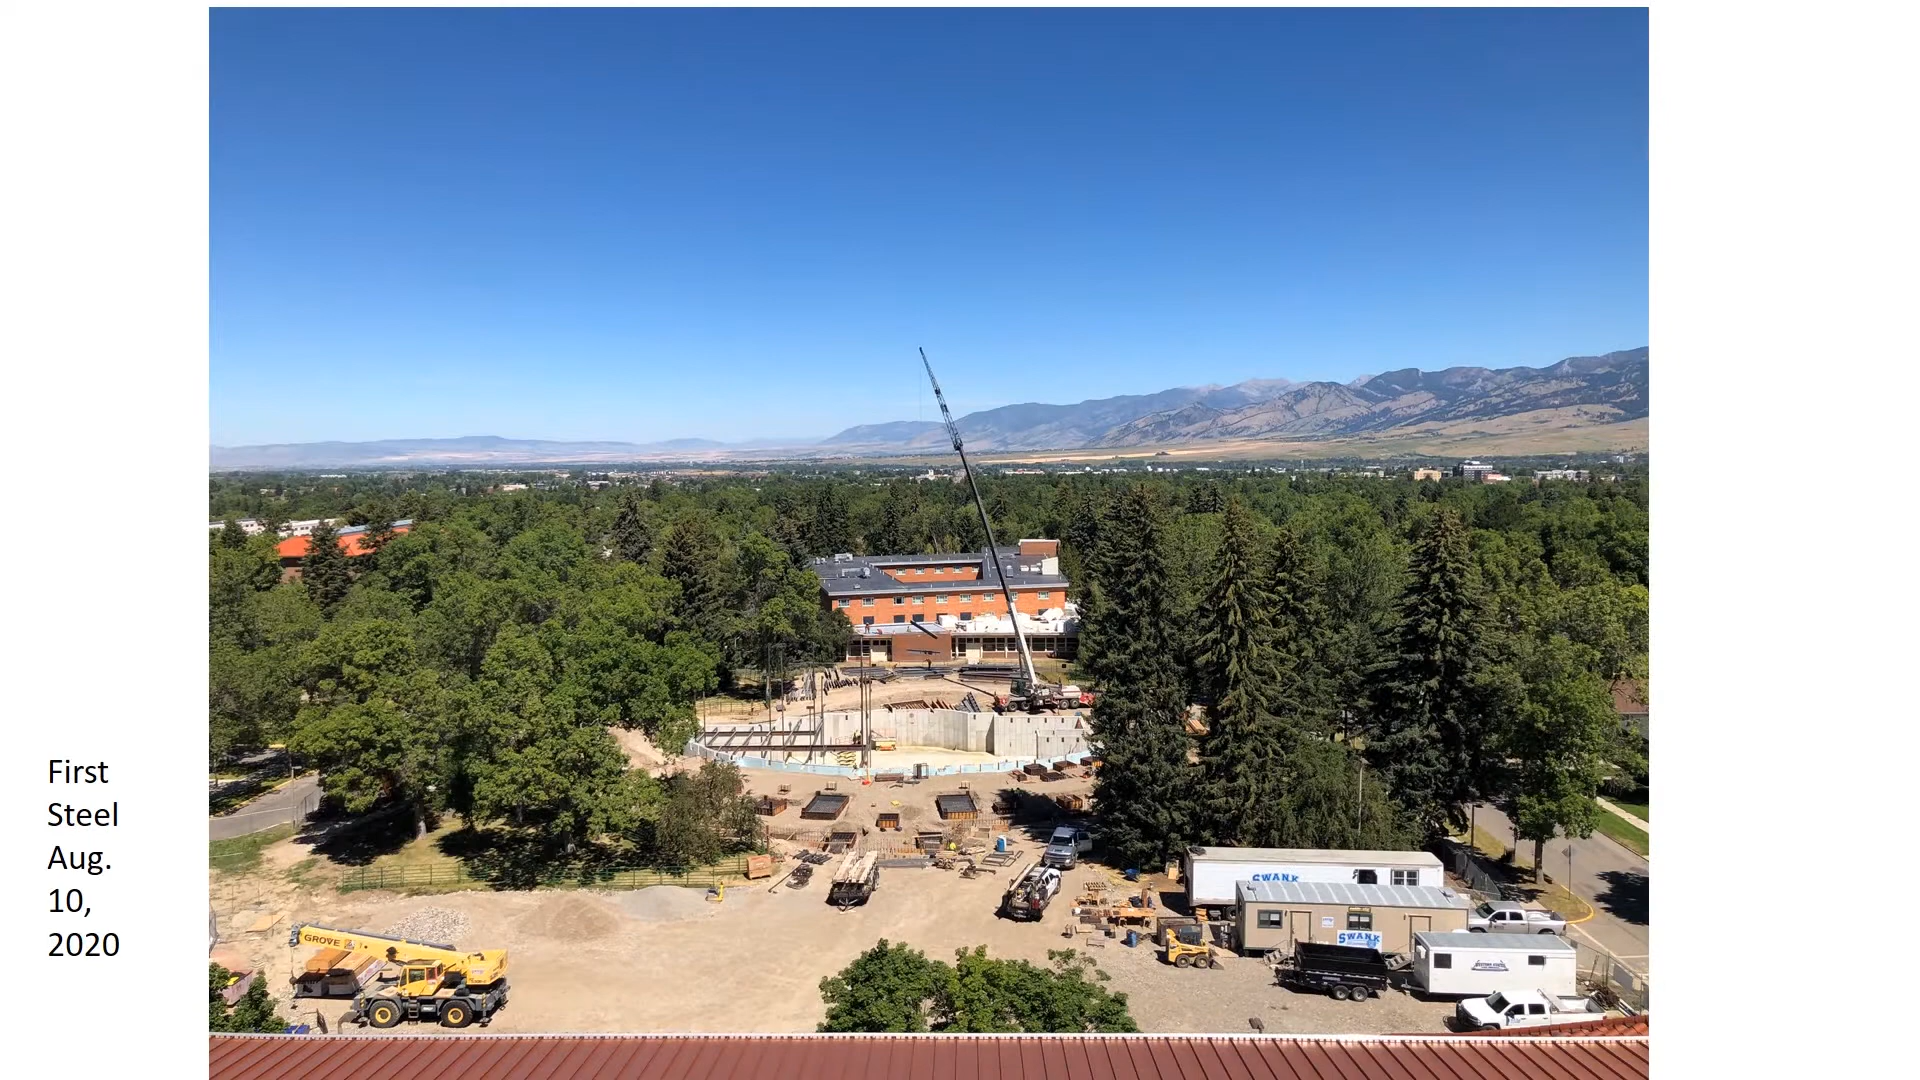 First
Steel
Aug.
10,
2020
GROVE
SWANK
SWANK